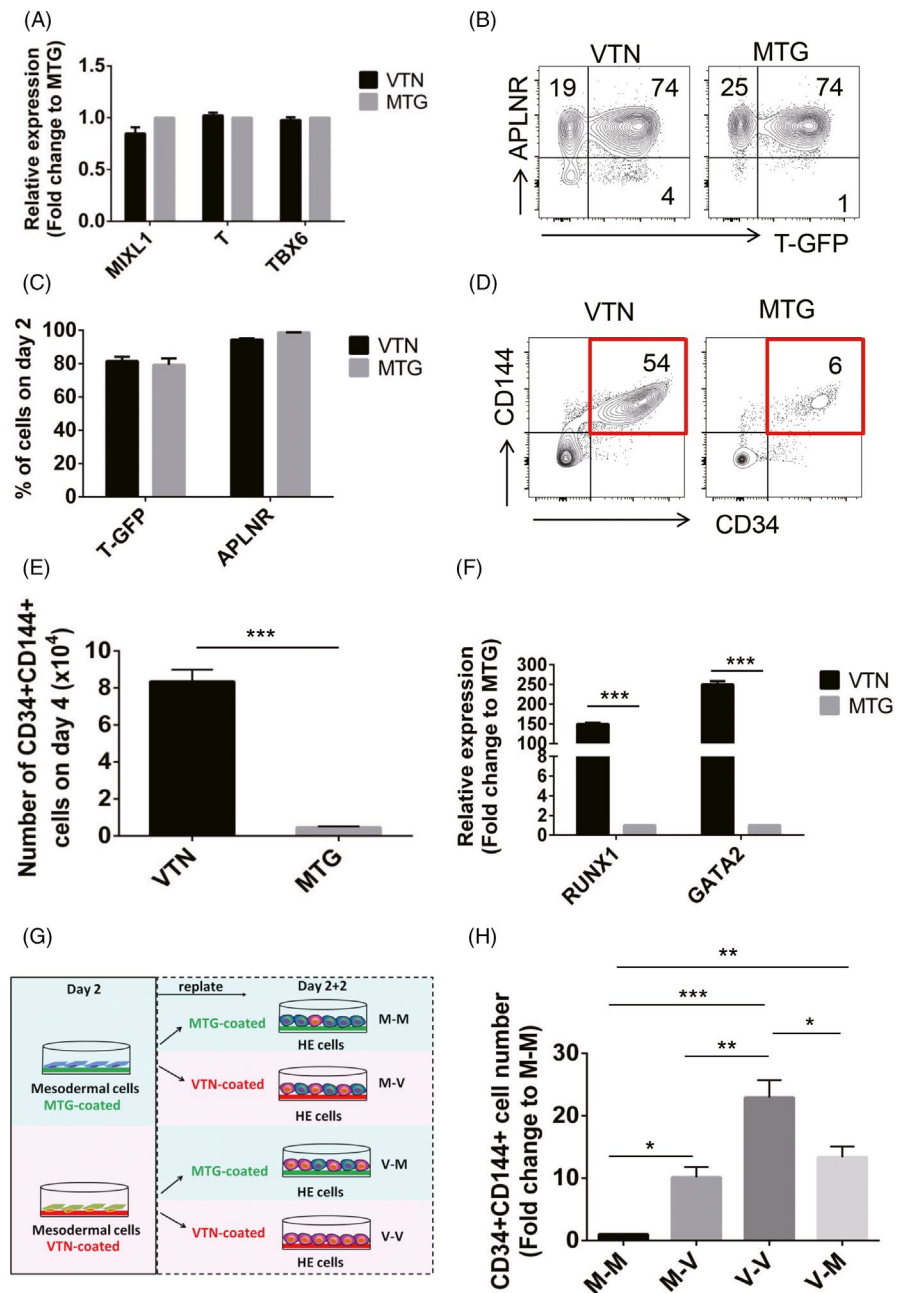 (A)
Relative expression
(Fold change to MTG)
1.5
1.0
0.5
0.0
MIXL1
T
TBX6
VTN
MTG
(B)
VTN
MTG
APLNR
19
74
4
25
74
1
T-GFP
(C)
% of cells on day 2
100
80
60
40
20
0
T-GFP
APLNR
VTN
MTG
(D)
VTN
MTG
CD144
54
6
CD34
(E)
Number of CD34+CD144+
cells on day 4 (x10⁴)
10
8
6
4
2
0
***
VTN
MTG
(F)
Relative expression
(Fold change to MTG)
300
250
200
150
100
8
6
4
2
0
***
***
RUNX1
GATA2
VTN
MTG
(G)
Day 2
replate
Day 2+2
Mesodermal cells
MTG-coated
MTG-coated
M-M
HE cells
VTN-coated
M-V
HE cells
Mesodermal cells
VTN-coated
MTG-coated
V-M
HE cells
VTN-coated
V-V
HE cells
(H)
CD34+CD144+ cell number
(Fold change to M-M)
30
20
10
0
**
***
*
**
*
M-M
M-V
V-V
V-M